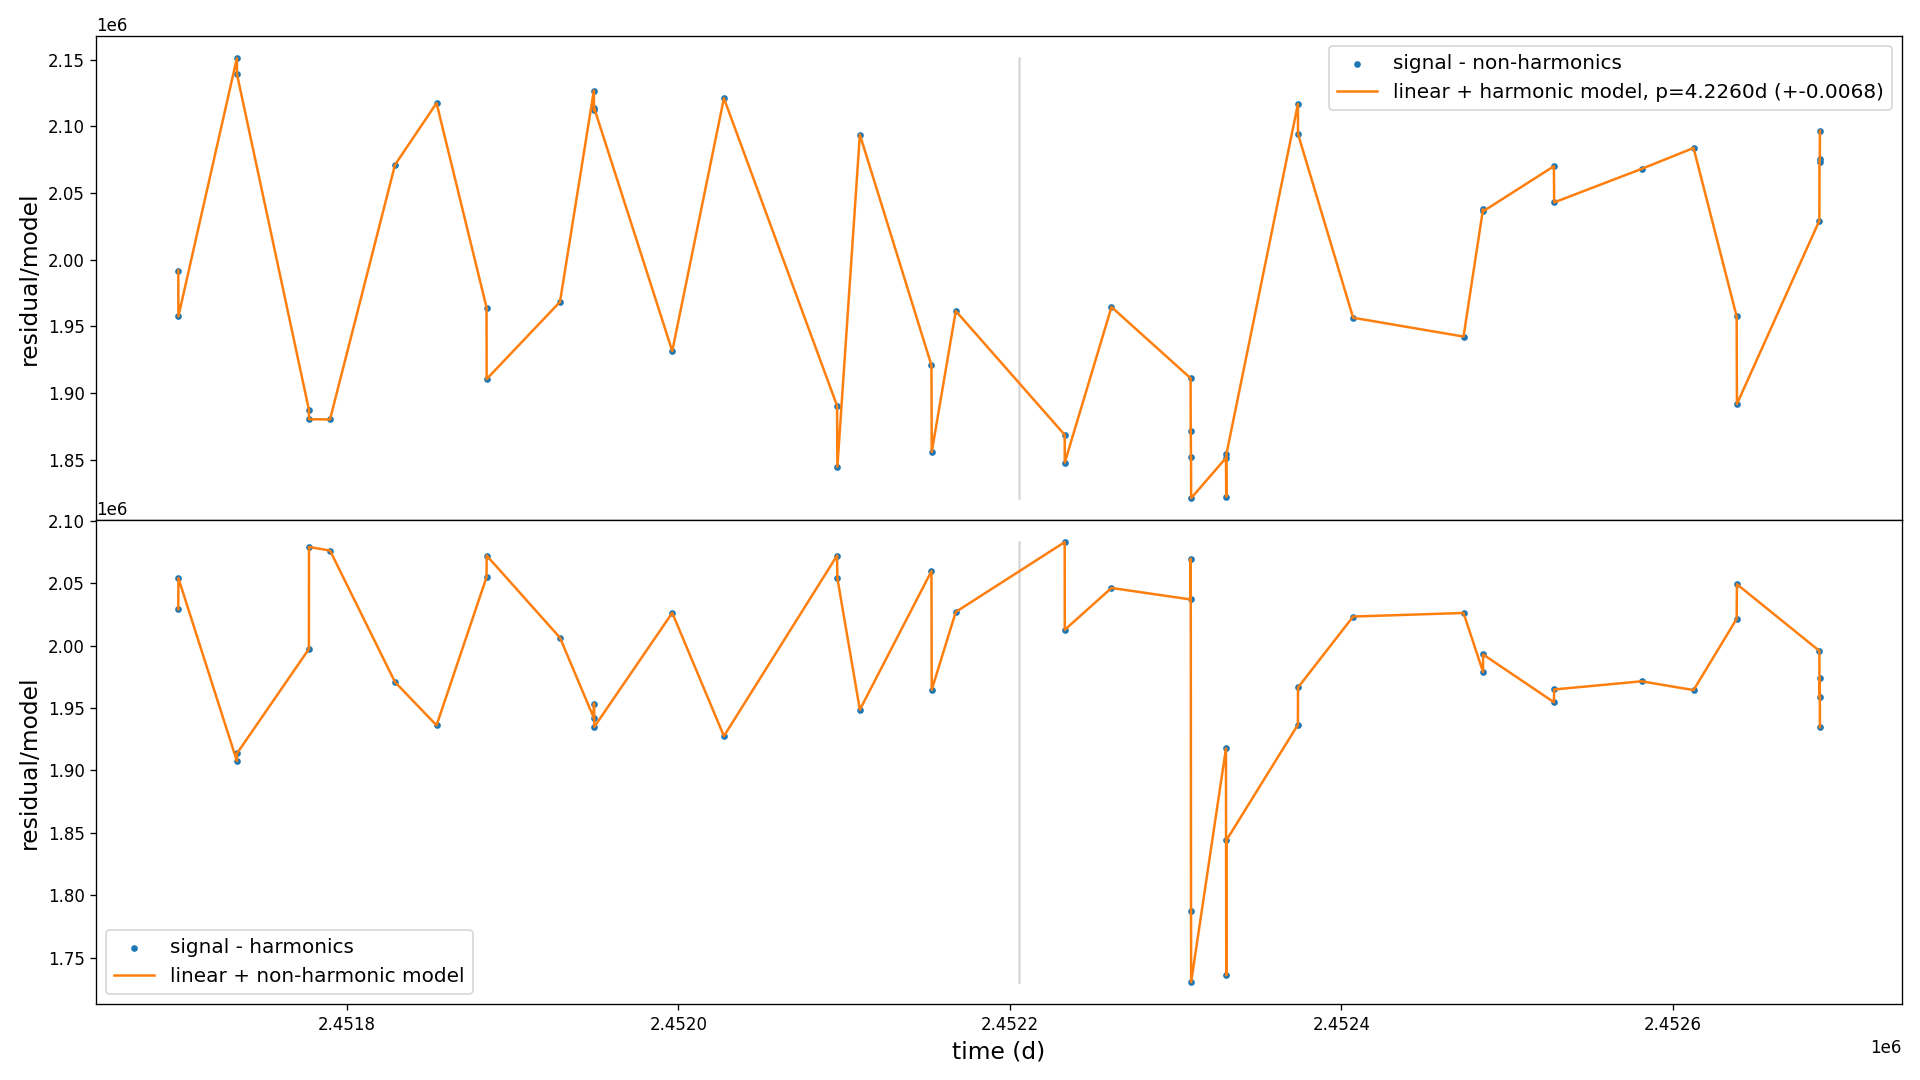 1e6
2.15
2.10
2.05
2.00
1.95
1.90
1.85
residual/model
signal - non-harmonics
linear + harmonic model, p=4.2260d (+-0.0068)
1e6
2.10
2.05
2.00
1.95
1.90
1.85
1.80
1.75
residual/model
signal - harmonics
linear + non-harmonic model
2.4518
2.4520
2.4522
2.4524
2.4526
1e6
time (d)